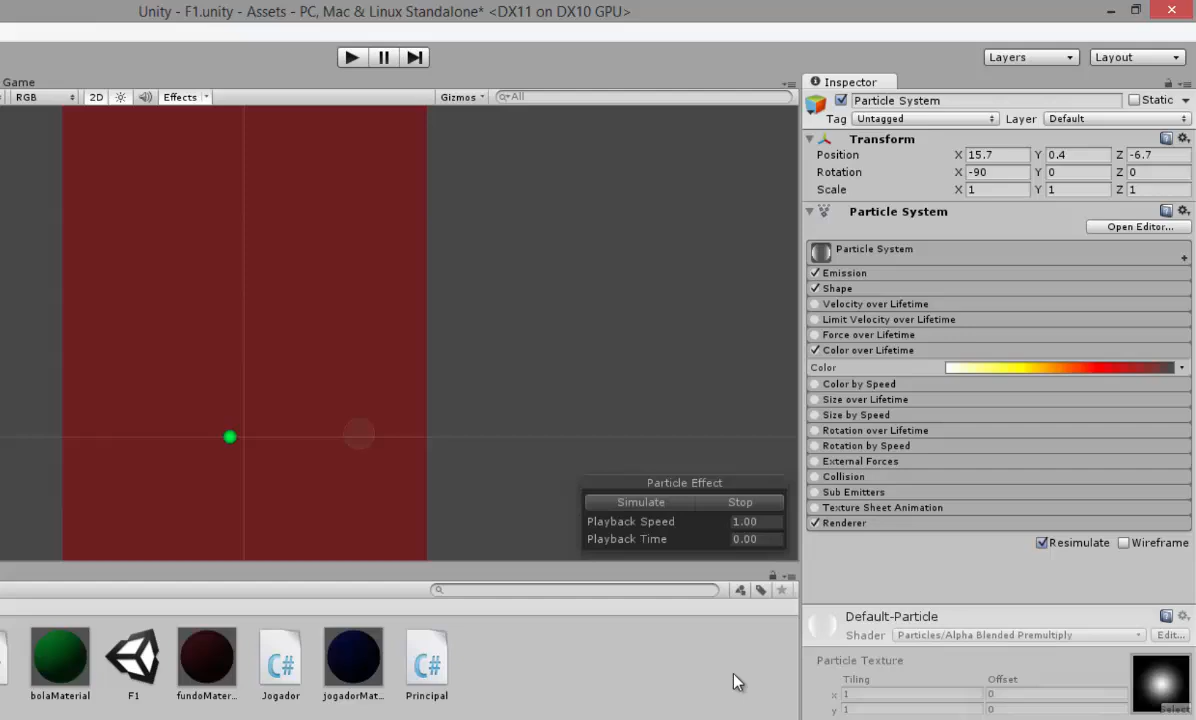 Unity - F1.unity - Assets - PC, Mac & Linux Standalone* <DX11 on DX10 GPU>
Layers
Layout
Game
Inspector
RGB
2D
Effects
Gizmos
All
Particle System
Static
Tag Untagged
Layer Default
Transform
Position X 15.7 Y 0.4 Z -6.7
Rotation X -90 Y 0 Z 0
Scale X 1 Y 1 Z 1
Particle System
Open Editor...
Particle System
Emission
Shape
Velocity over Lifetime
Limit Velocity over Lifetime
Force over Lifetime
Color over Lifetime
Color
Color by Speed
Size over Lifetime
Size by Speed
Rotation over Lifetime
Rotation by Speed
External Forces
Collision
Sub Emitters
Texture Sheet Animation
Renderer
Resimulate Wireframe
Particle Effect
Simulate Stop
Playback Speed 1.00
Playback Time 0.00
Default-Particle
Shader Particles/Alpha Blended Premultiply
Edit...
Particle Texture
Tiling Offset
x 1 0
y 1 0
Select
bolaMaterial
F1
fundoMater...
Jogador
jogadorMat...
Principal